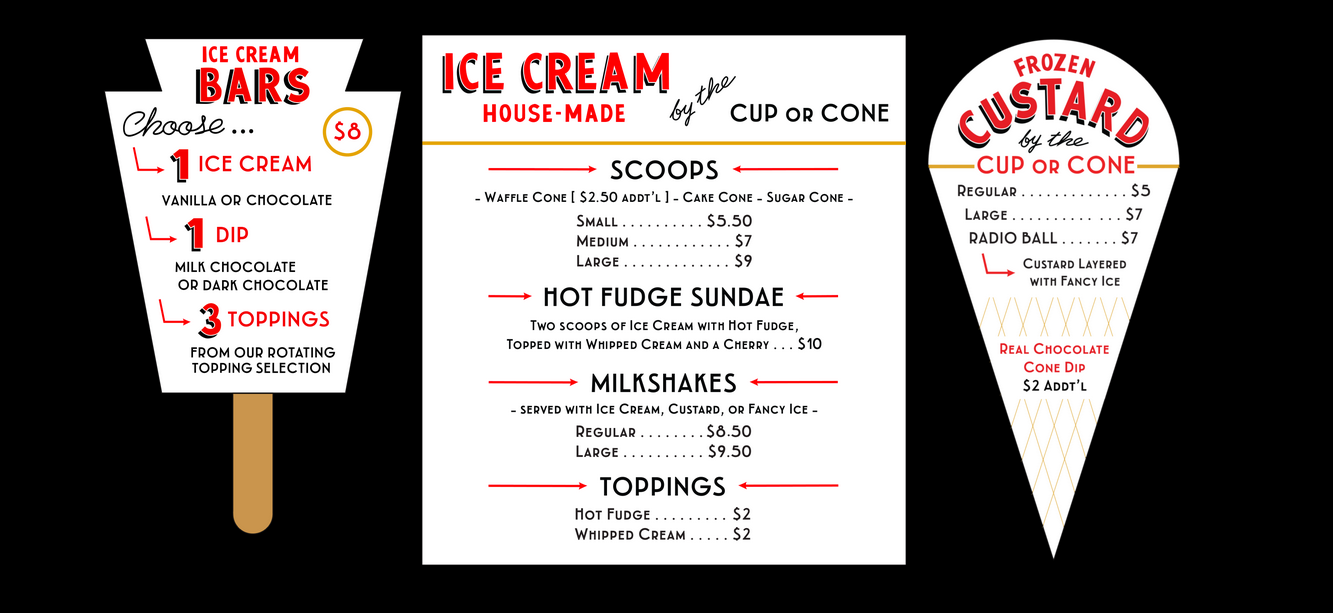 ICE CREAM
BARS
Choose...
$8
1 ICE CREAM
VANILLA OR CHOCOLATE
1 DIP
MILK CHOCOLATE
OR DARK CHOCOLATE
3 TOPPINGS
FROM OUR ROTATING
TOPPING SELECTION
ICE CREAM
HOUSE-MADE
by the
CUP OR CONE
SCOOPS
- WAFFLE CONE [ $2.50 ADDT'L ] - CAKE CONE - SUGAR CONE -
SMALL . . . . . . . . . . $5.50
MEDIUM . . . . . . . . . . . . $7
LARGE . . . . . . . . . . . . . $9
HOT FUDGE SUNDAE
TWO SCOOPS OF ICE CREAM WITH HOT FUDGE,
TOPPED WITH WHIPPED CREAM AND A CHERRY . . . $10
MILKSHAKES
- SERVED WITH ICE CREAM, CUSTARD, OR FANCY ICE -
REGULAR . . . . . . . . $8.50
LARGE . . . . . . . . . . $9.50
TOPPINGS
HOT FUDGE . . . . . . . . . $2
WHIPPED CREAM . . . . . $2
FROZEN
CUSTARD
by the
CUP OR CONE
REGULAR . . . . . . . . . . . . $5
LARGE . . . . . . . . . . . . . $7
RADIO BALL . . . . . . . $7
CUSTARD LAYERED
WITH FANCY ICE
REAL CHOCOLATE
CONE DIP
$2 ADDT'L